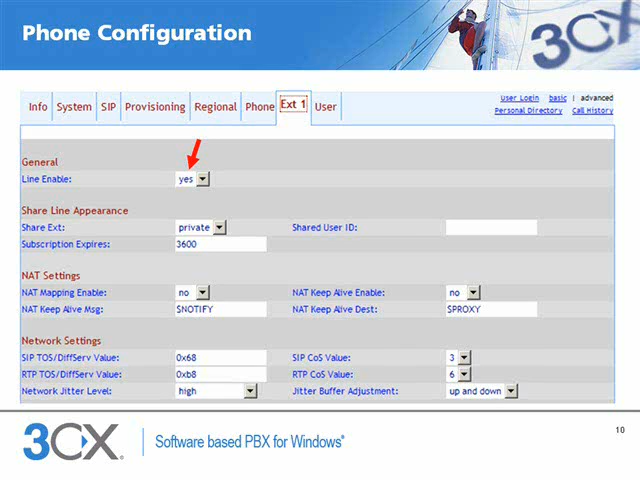 Phone Configuration
3CX
User Login basic | advanced
Info System SIP Provisioning Regional Phone Ext 1 User
Personal Directory Call History
General
Line Enable: yes
Share Line Appearance
Share Ext: private Shared User ID:
Subscription Expires: 3600
NAT Settings
NAT Mapping Enable: no NAT Keep Alive Enable: no
NAT Keep Alive Msg: $NOTIFY NAT Keep Alive Dest: $PROXY
Network Settings
SIP TOS/DiffServ Value: 0x68 SIP CoS Value: 3
RTP TOS/DiffServ Value: 0xb8 RTP CoS Value: 6
Network Jitter Level: high Jitter Buffer Adjustment: up and down
10
3CX® Software based PBX for Windows®